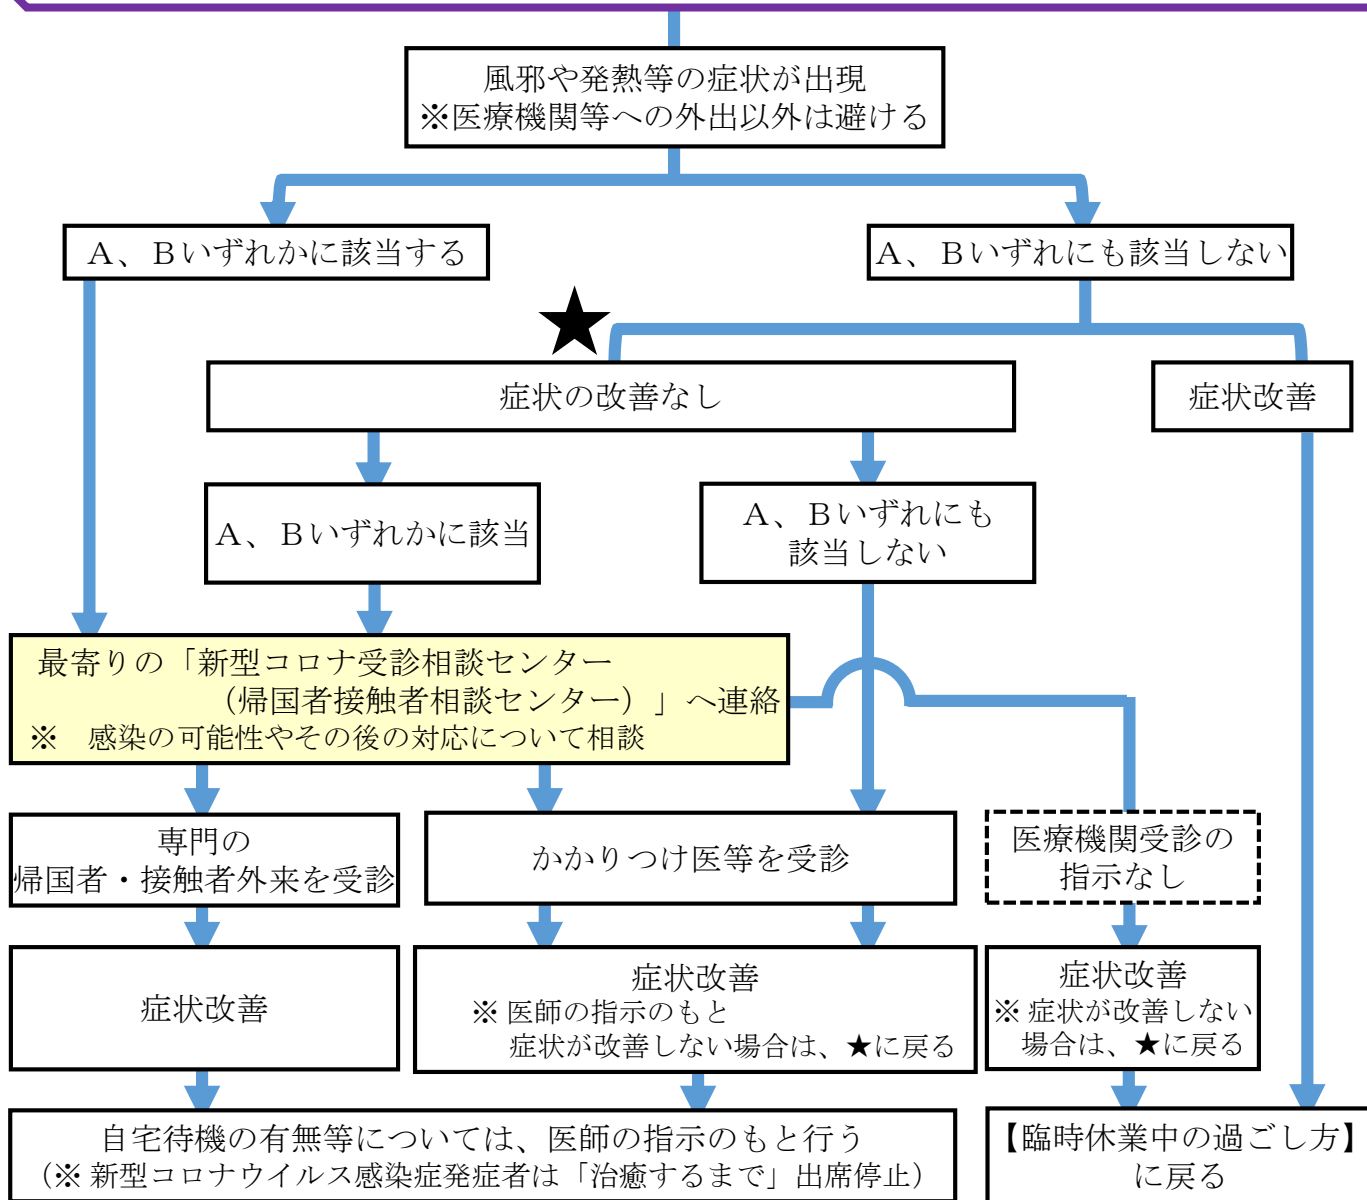 風邪や発熱等の症状が出現
※医療機関等への外出以外は避ける
A、Bいずれかに該当する
A、Bいずれにも該当しない
★
症状の改善なし
症状改善
A、Bいずれかに該当
A、Bいずれにも
該当しない
最寄りの「新型コロナ受診相談センター
(帰国者接触者相談センター)」へ連絡
※ 感染の可能性やその後の対応について相談
専門の
帰国者・接触者外来を受診
かかりつけ医等を受診
医療機関受診の
指示なし
症状改善
症状改善
※医師の指示のもと
症状が改善しない場合は、★に戻る
症状改善
※症状が改善しない
場合は、★に戻る
自宅待機の有無等については、医師の指示のもと行う
(※新型コロナウイルス感染症発症者は「治癒するまで」出席停止)
【臨時休業中の過ごし方】
に戻る